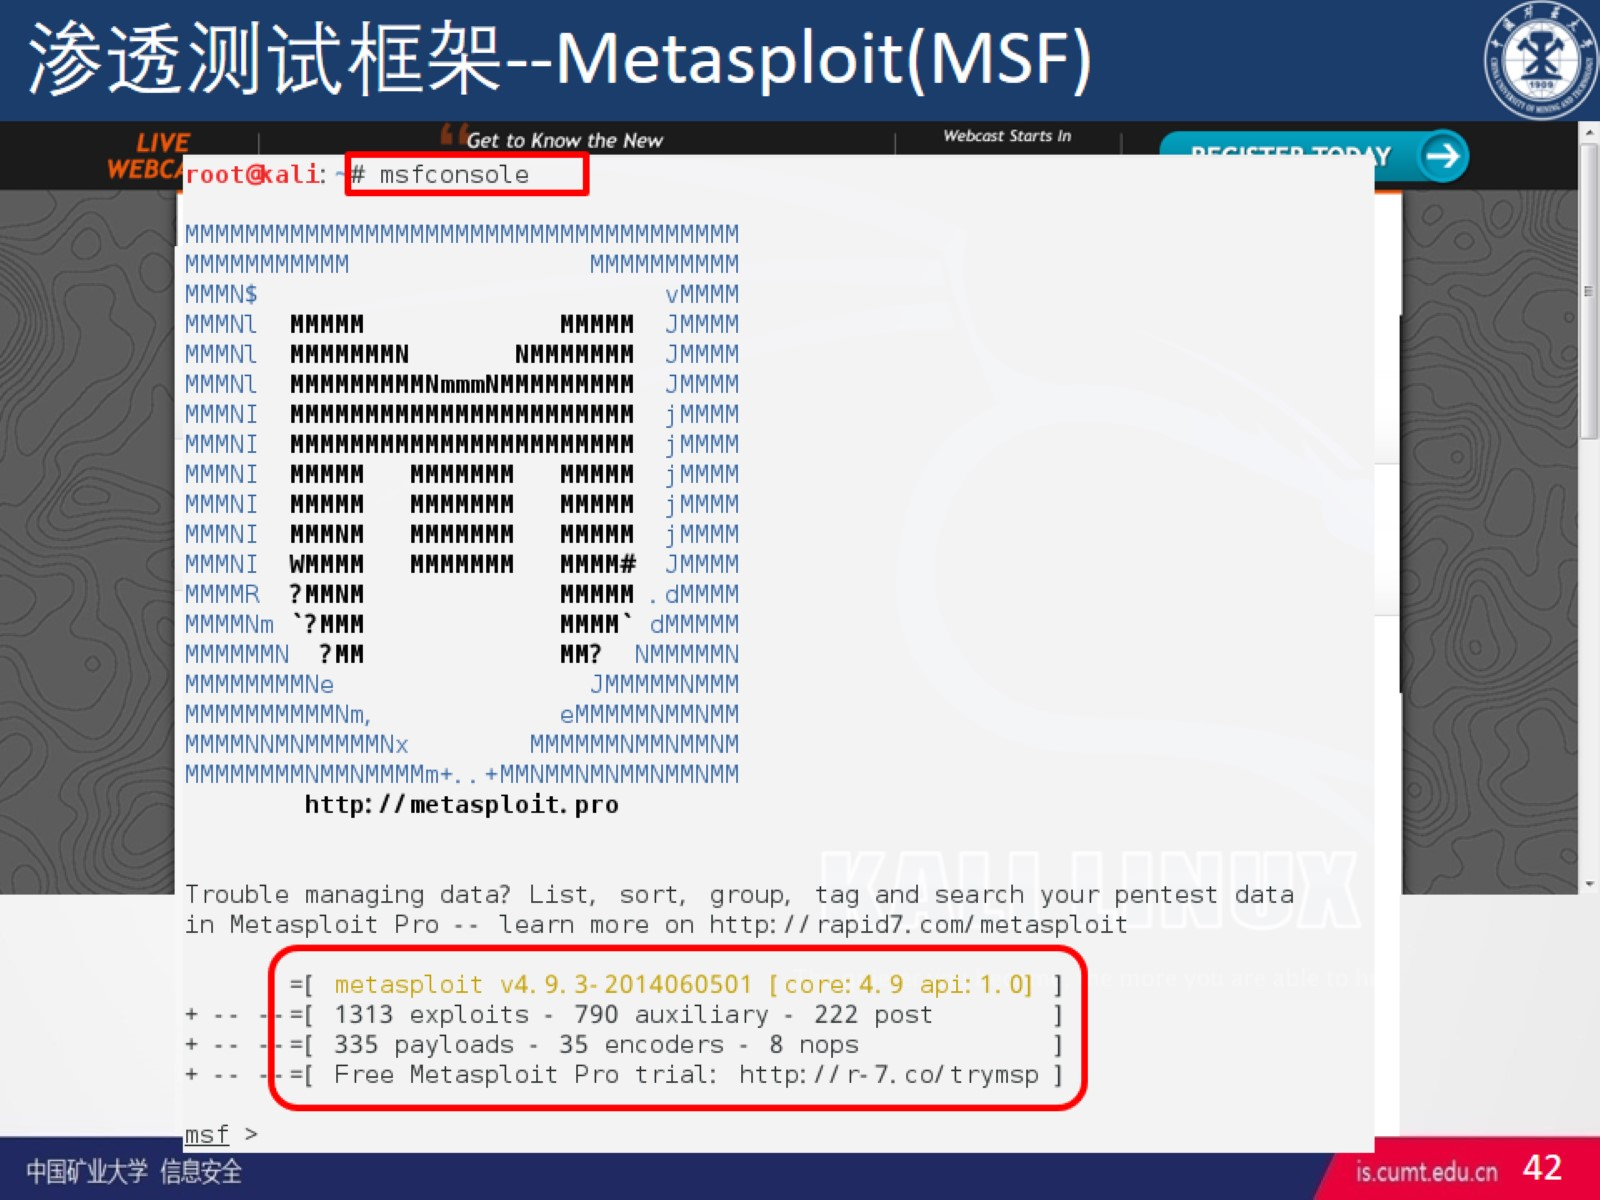 渗透测试框架--Metasploit(MSF)
LIVE
Get to Know the New
Webcast Starts In
REGISTER TODAY
root@kali: ~# msfconsole
MMMMMMMMMMMMMMMMMMMMMMMMMMMMMMMMMMMMM
MMMMMMMMMMM                MMMMMMMMMM
MMMN$                           vMMMM
MMMNl  MMMMM             MMMMM  JMMMM
MMMNl  MMMMMMMN       NMMMMMMM  JMMMM
MMMNl  MMMMMMMMMNmmmNMMMMMMMMM  JMMMM
MMMNI  MMMMMMMMMMMMMMMMMMMMMMM  jMMMM
MMMNI  MMMMMMMMMMMMMMMMMMMMMMM  jMMMM
MMMNI  MMMMM   MMMMMMM   MMMMM  jMMMM
MMMNI  MMMMM   MMMMMMM   MMMMM  jMMMM
MMMNI  MMMNM   MMMMMMM   MMMMM  jMMMM
MMMNI  WMMMM   MMMMMMM   MMMM#  JMMMM
MMMMR  ?MMNM             MMMMM .dMMMM
MMMMNm `?MMM             MMMM` dMMMMM
MMMMMMN  ?MM             MM?  NMMMMMN
MMMMMMMMNe                 JMMMMMNMMM
MMMMMMMMMMNm,            eMMMMMNMMNMM
MMMMNNMNMMMMMNx        MMMMMMNMMNMMNM
MMMMMMMMNMMNMMMMm+..+MMNMMNMNMMNMMNMM
http://metasploit.pro
KALI LINUX
Trouble managing data? List, sort, group, tag and search your pentest data
in Metasploit Pro -- learn more on http://rapid7.com/metasploit
=[ metasploit v4.9.3-2014060501 [core:4.9 api:1.0] ]
+ -- --=[ 1313 exploits - 790 auxiliary - 222 post ]
+ -- --=[ 335 payloads - 35 encoders - 8 nops ]
+ -- --=[ Free Metasploit Pro trial: http://r-7.co/trymsp ]
msf >
中国矿业大学 信息安全
is.cumt.edu.cn 42